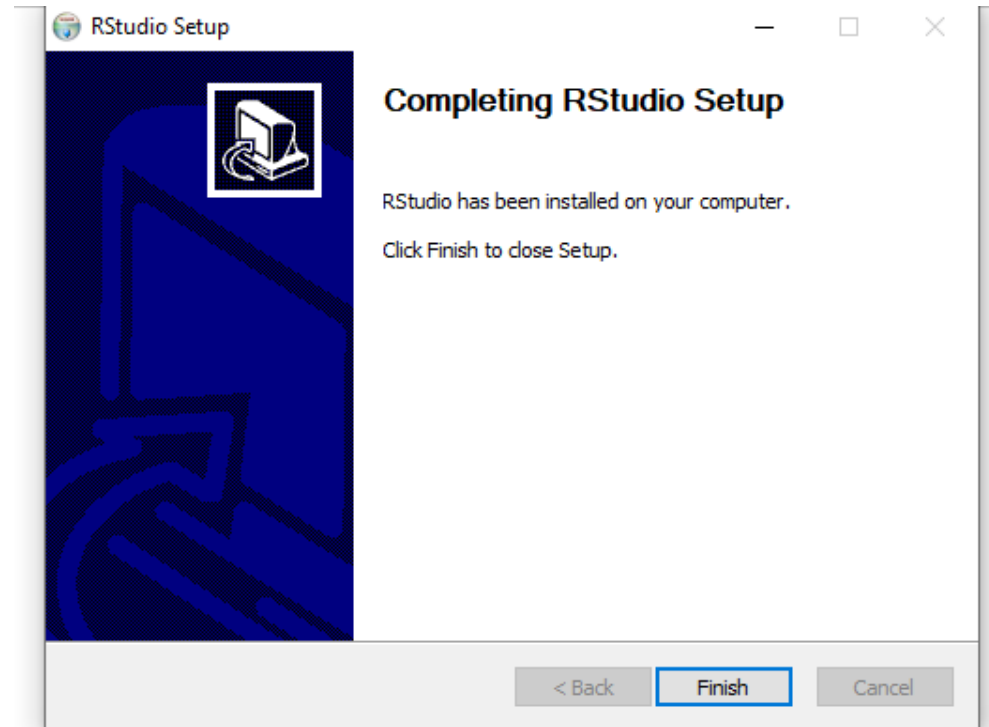 RStudio Setup
Completing RStudio Setup
RStudio has been installed on your computer.
Click Finish to close Setup.
< Back
Finish
Cancel